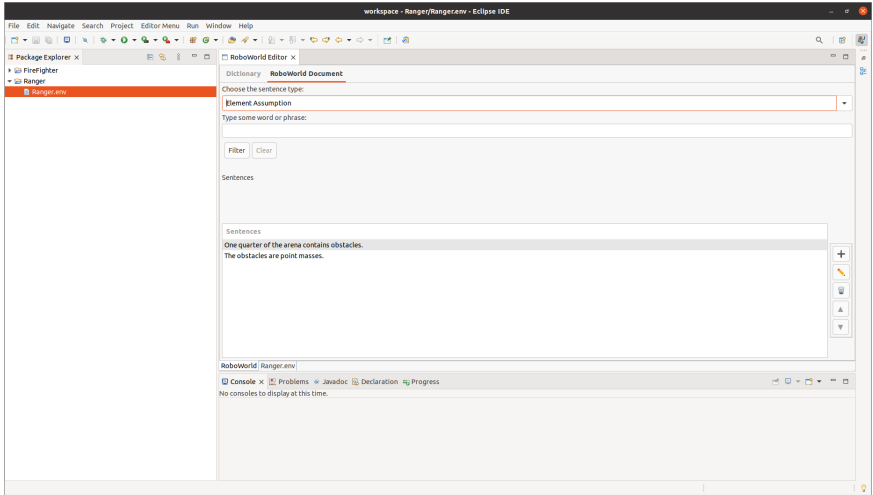 workspace - Ranger/Ranger.env - Eclipse IDE
File Edit Navigate Search Project Editor Menu Run Window Help
Package Explorer
RoboWorld Editor
FireFighter
Ranger
Ranger.env
Dictionary RoboWorld Document
Choose the sentence type:
Element Assumption
Type some word or phrase:
Filter Clear
Sentences
Sentences
One quarter of the arena contains obstacles.
The obstacles are point masses.
RoboWorld Ranger.env
Console Problems Javadoc Declaration Progress
No consoles to display at this time.